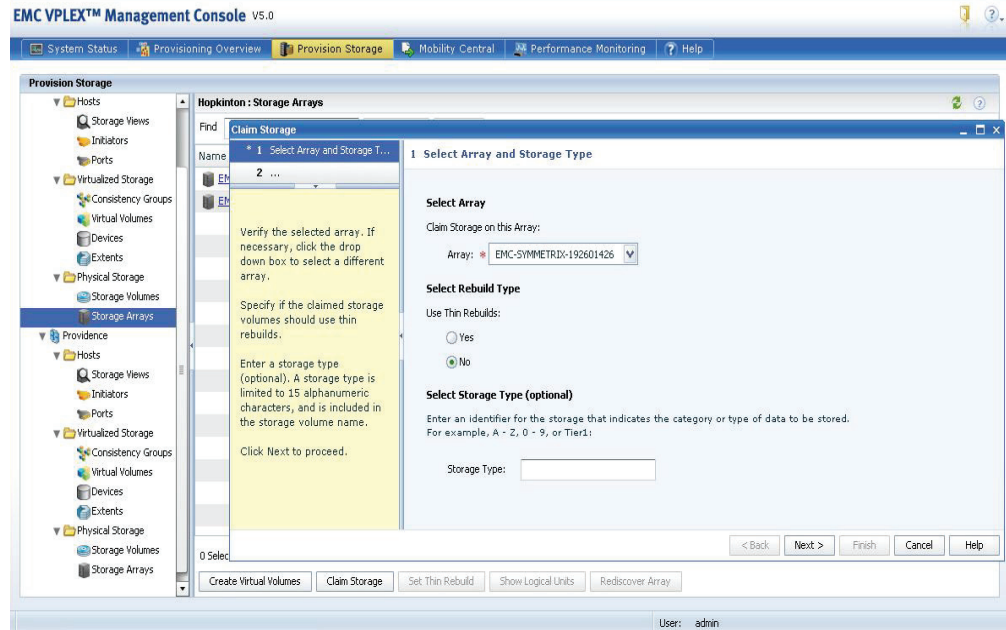 EMC VPLEX™ Management Console V5.0
System Status
Provisioning Overview
Provision Storage
Mobility Central
Performance Monitoring
Help
Provision Storage
Hosts
Storage Views
Initiators
Ports
Virtualized Storage
Consistency Groups
Virtual Volumes
Devices
Extents
Physical Storage
Storage Volumes
Storage Arrays
Providence
Hosts
Storage Views
Initiators
Ports
Virtualized Storage
Consistency Groups
Virtual Volumes
Devices
Extents
Physical Storage
Storage Volumes
Storage Arrays
Hopkinton : Storage Arrays
Find
Name
EM
EM
0 Selec
Claim Storage
* 1 Select Array and Storage T...
2 ...
Verify the selected array. If
necessary, click the drop
down box to select a different
array.
Specify if the claimed storage
volumes should use thin
rebuilds.
Enter a storage type
(optional). A storage type is
limited to 15 alphanumeric
characters, and is included in
the storage volume name.
Click Next to proceed.
1 Select Array and Storage Type
Select Array
Claim Storage on this Array:
Array: * EMC-SYMMETRIX-192601426
Select Rebuild Type
Use Thin Rebuilds:
Yes
No
Select Storage Type (optional)
Enter an identifier for the storage that indicates the category or type of data to be stored.
For example, A - Z, 0 - 9, or Tier1:
Storage Type:
< Back
Next >
Finish
Cancel
Help
Create Virtual Volumes
Claim Storage
Set Thin Rebuild
Show Logical Units
Rediscover Array
User: admin